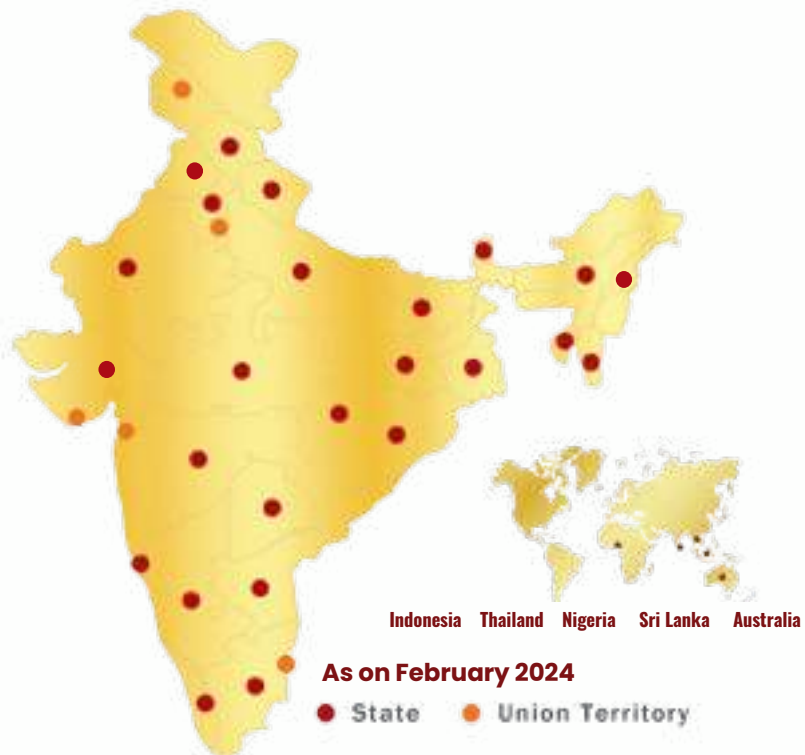 Indonesia Thailand Nigeria Sri Lanka Australia
As on February 2024
State Union Territory